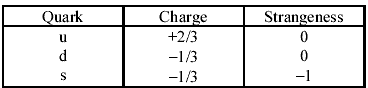 Quark Charge Strangeness
u +2/3 0
d −1/3 0
s −1/3 −1